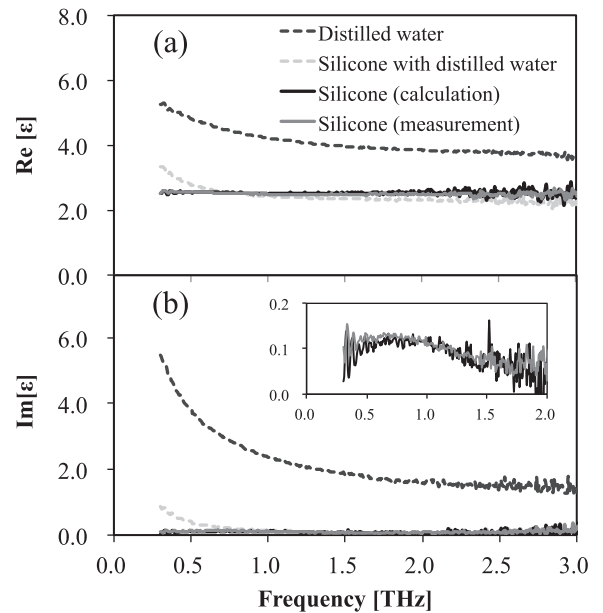 8.0
(a)
Distilled water
Silicone with distilled water
Silicone (calculation)
Silicone (measurement)
6.0
4.0
2.0
0.0
Re [ε]
(b)
0.2
0.1
0.0
0.0 0.5 1.0 1.5 2.0
6.0
4.0
2.0
0.0
Im[ε]
0.0 0.5 1.0 1.5 2.0 2.5 3.0
Frequency [THz]